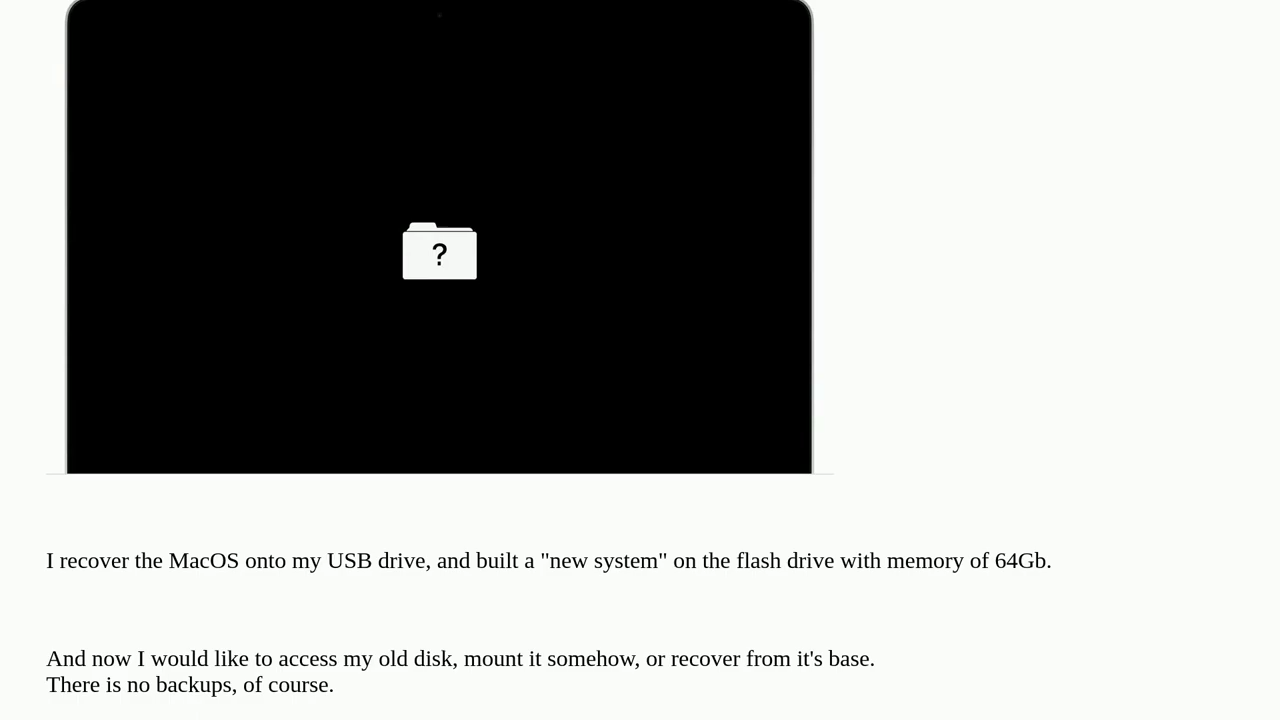 ?
I recover the MacOS onto my USB drive, and built a "new system" on the flash drive with memory of 64Gb.
And now I would like to access my old disk, mount it somehow, or recover from it's base.
There is no backups, of course.